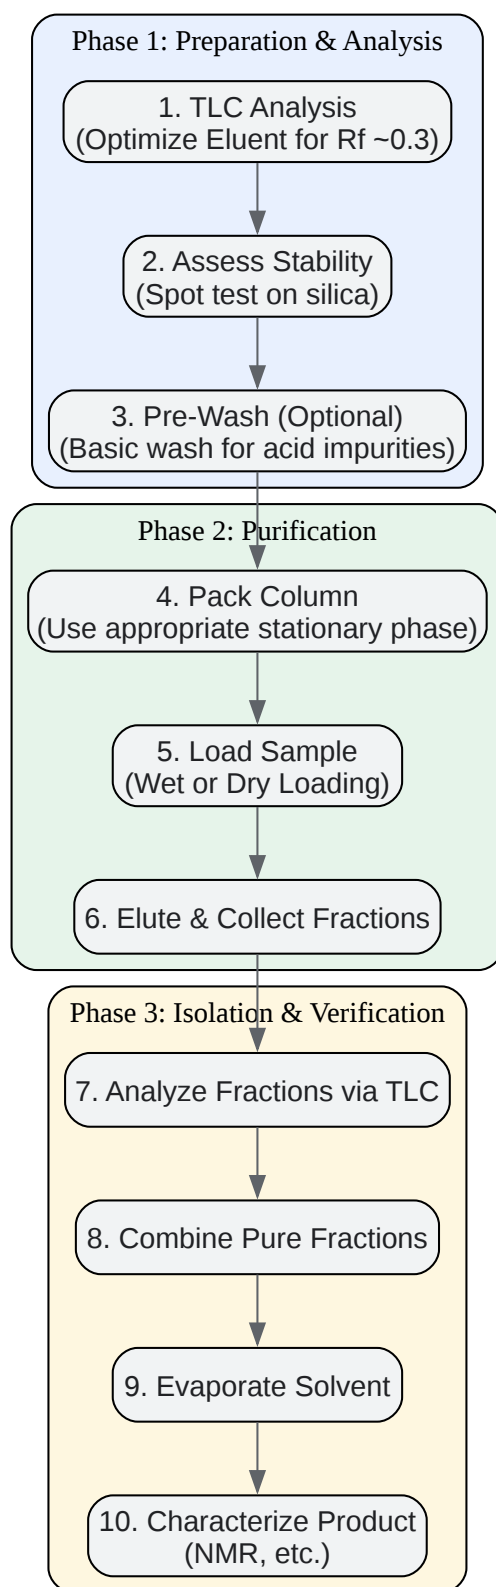 Phase 1: Preparation & Analysis
1. TLC Analysis
(Optimize Eluent for Rf ~0.3)
2. Assess Stability
(Spot test on silica)
3. Pre-Wash (Optional)
(Basic wash for acid impurities)
Phase 2: Purification
4. Pack Column
(Use appropriate stationary phase)
5. Load Sample
(Wet or Dry Loading)
6. Elute & Collect Fractions
Phase 3: Isolation & Verification
7. Analyze Fractions via TLC
8. Combine Pure Fractions
9. Evaporate Solvent
10. Characterize Product
(NMR, etc.)